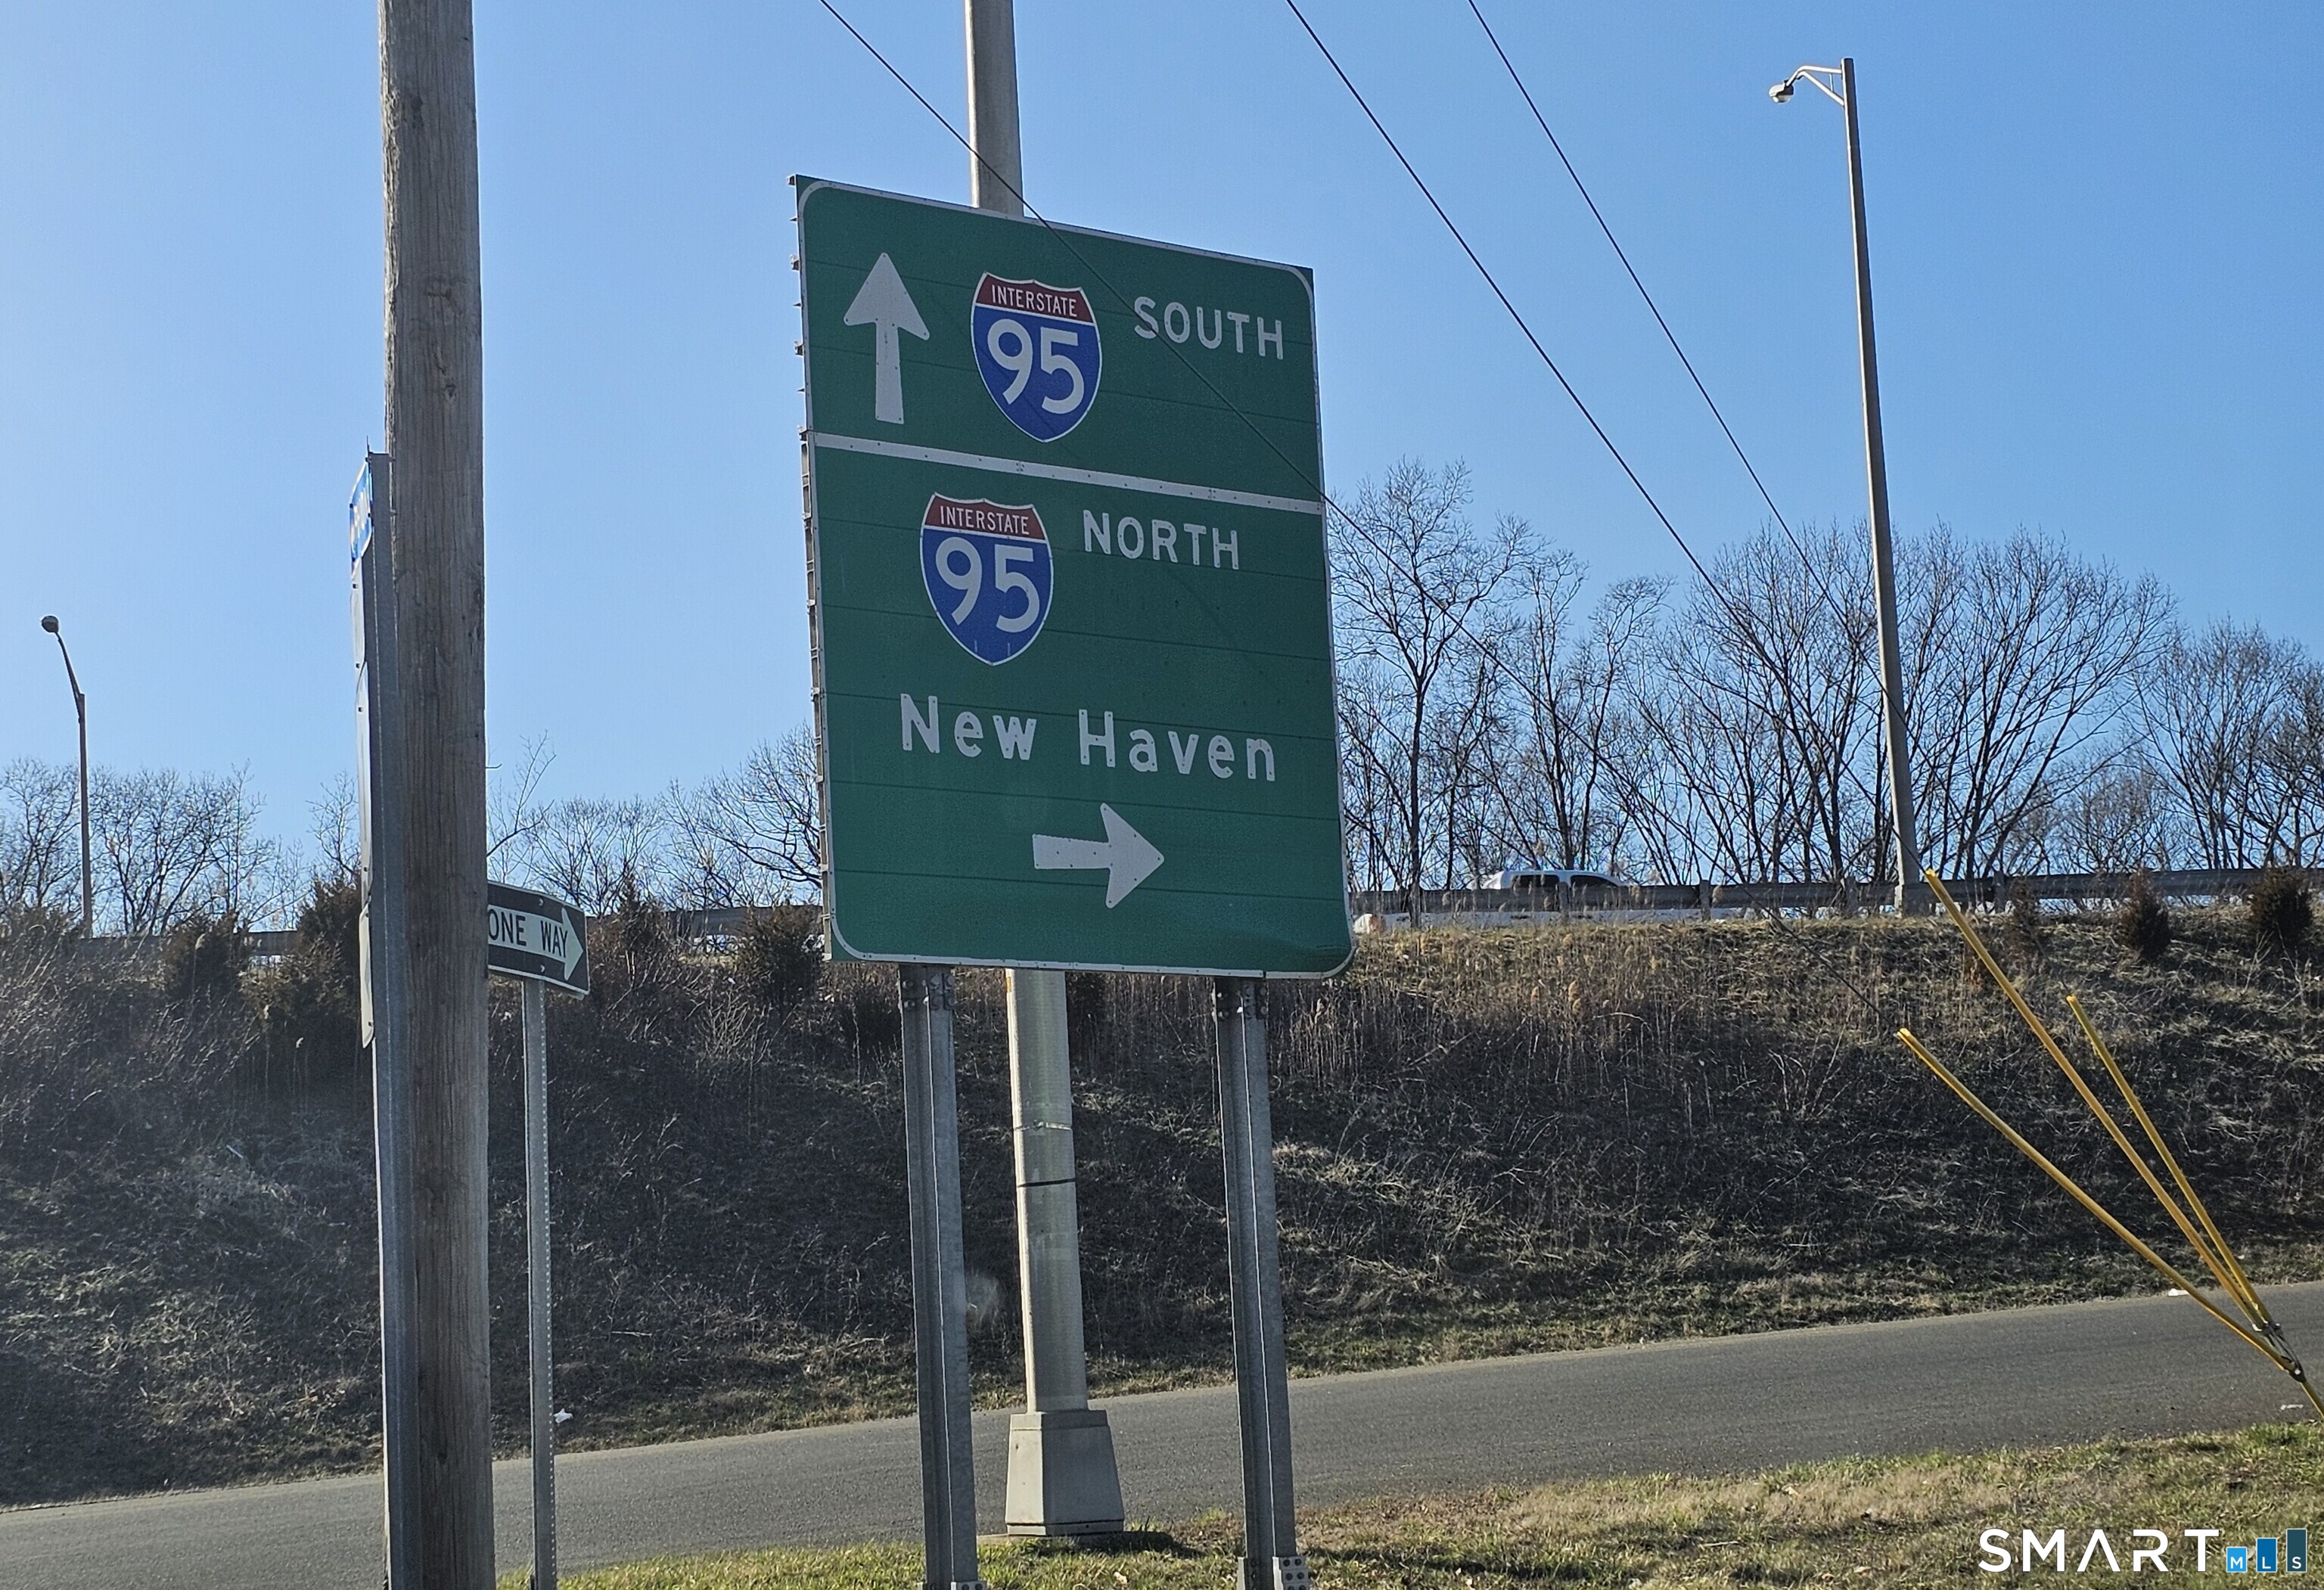 INTERSTATE
95
SOUTH
INTERSTATE
95
NORTH
New Haven
ONE WAY
SMART MLS